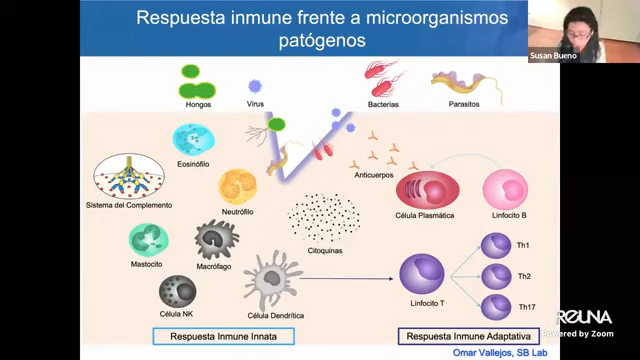 Respuesta inmune frente a microorganismos
patógenos
Susan Bueno
Hongos
Virus
Bacterias
Parasitos
Eosinófilo
Anticuerpos
Sistema del Complemento
Neutrófilo
Célula Plasmática
Linfocito B
Citoquinas
Mastocito
Macrófago
Th1
Th2
Th17
Célula NK
Célula Dendrítica
Linfocito T
Respuesta Inmune Innata
Respuesta Inmune Adaptativa
Omar Vallejos, SB Lab
REUNA
Powered by Zoom